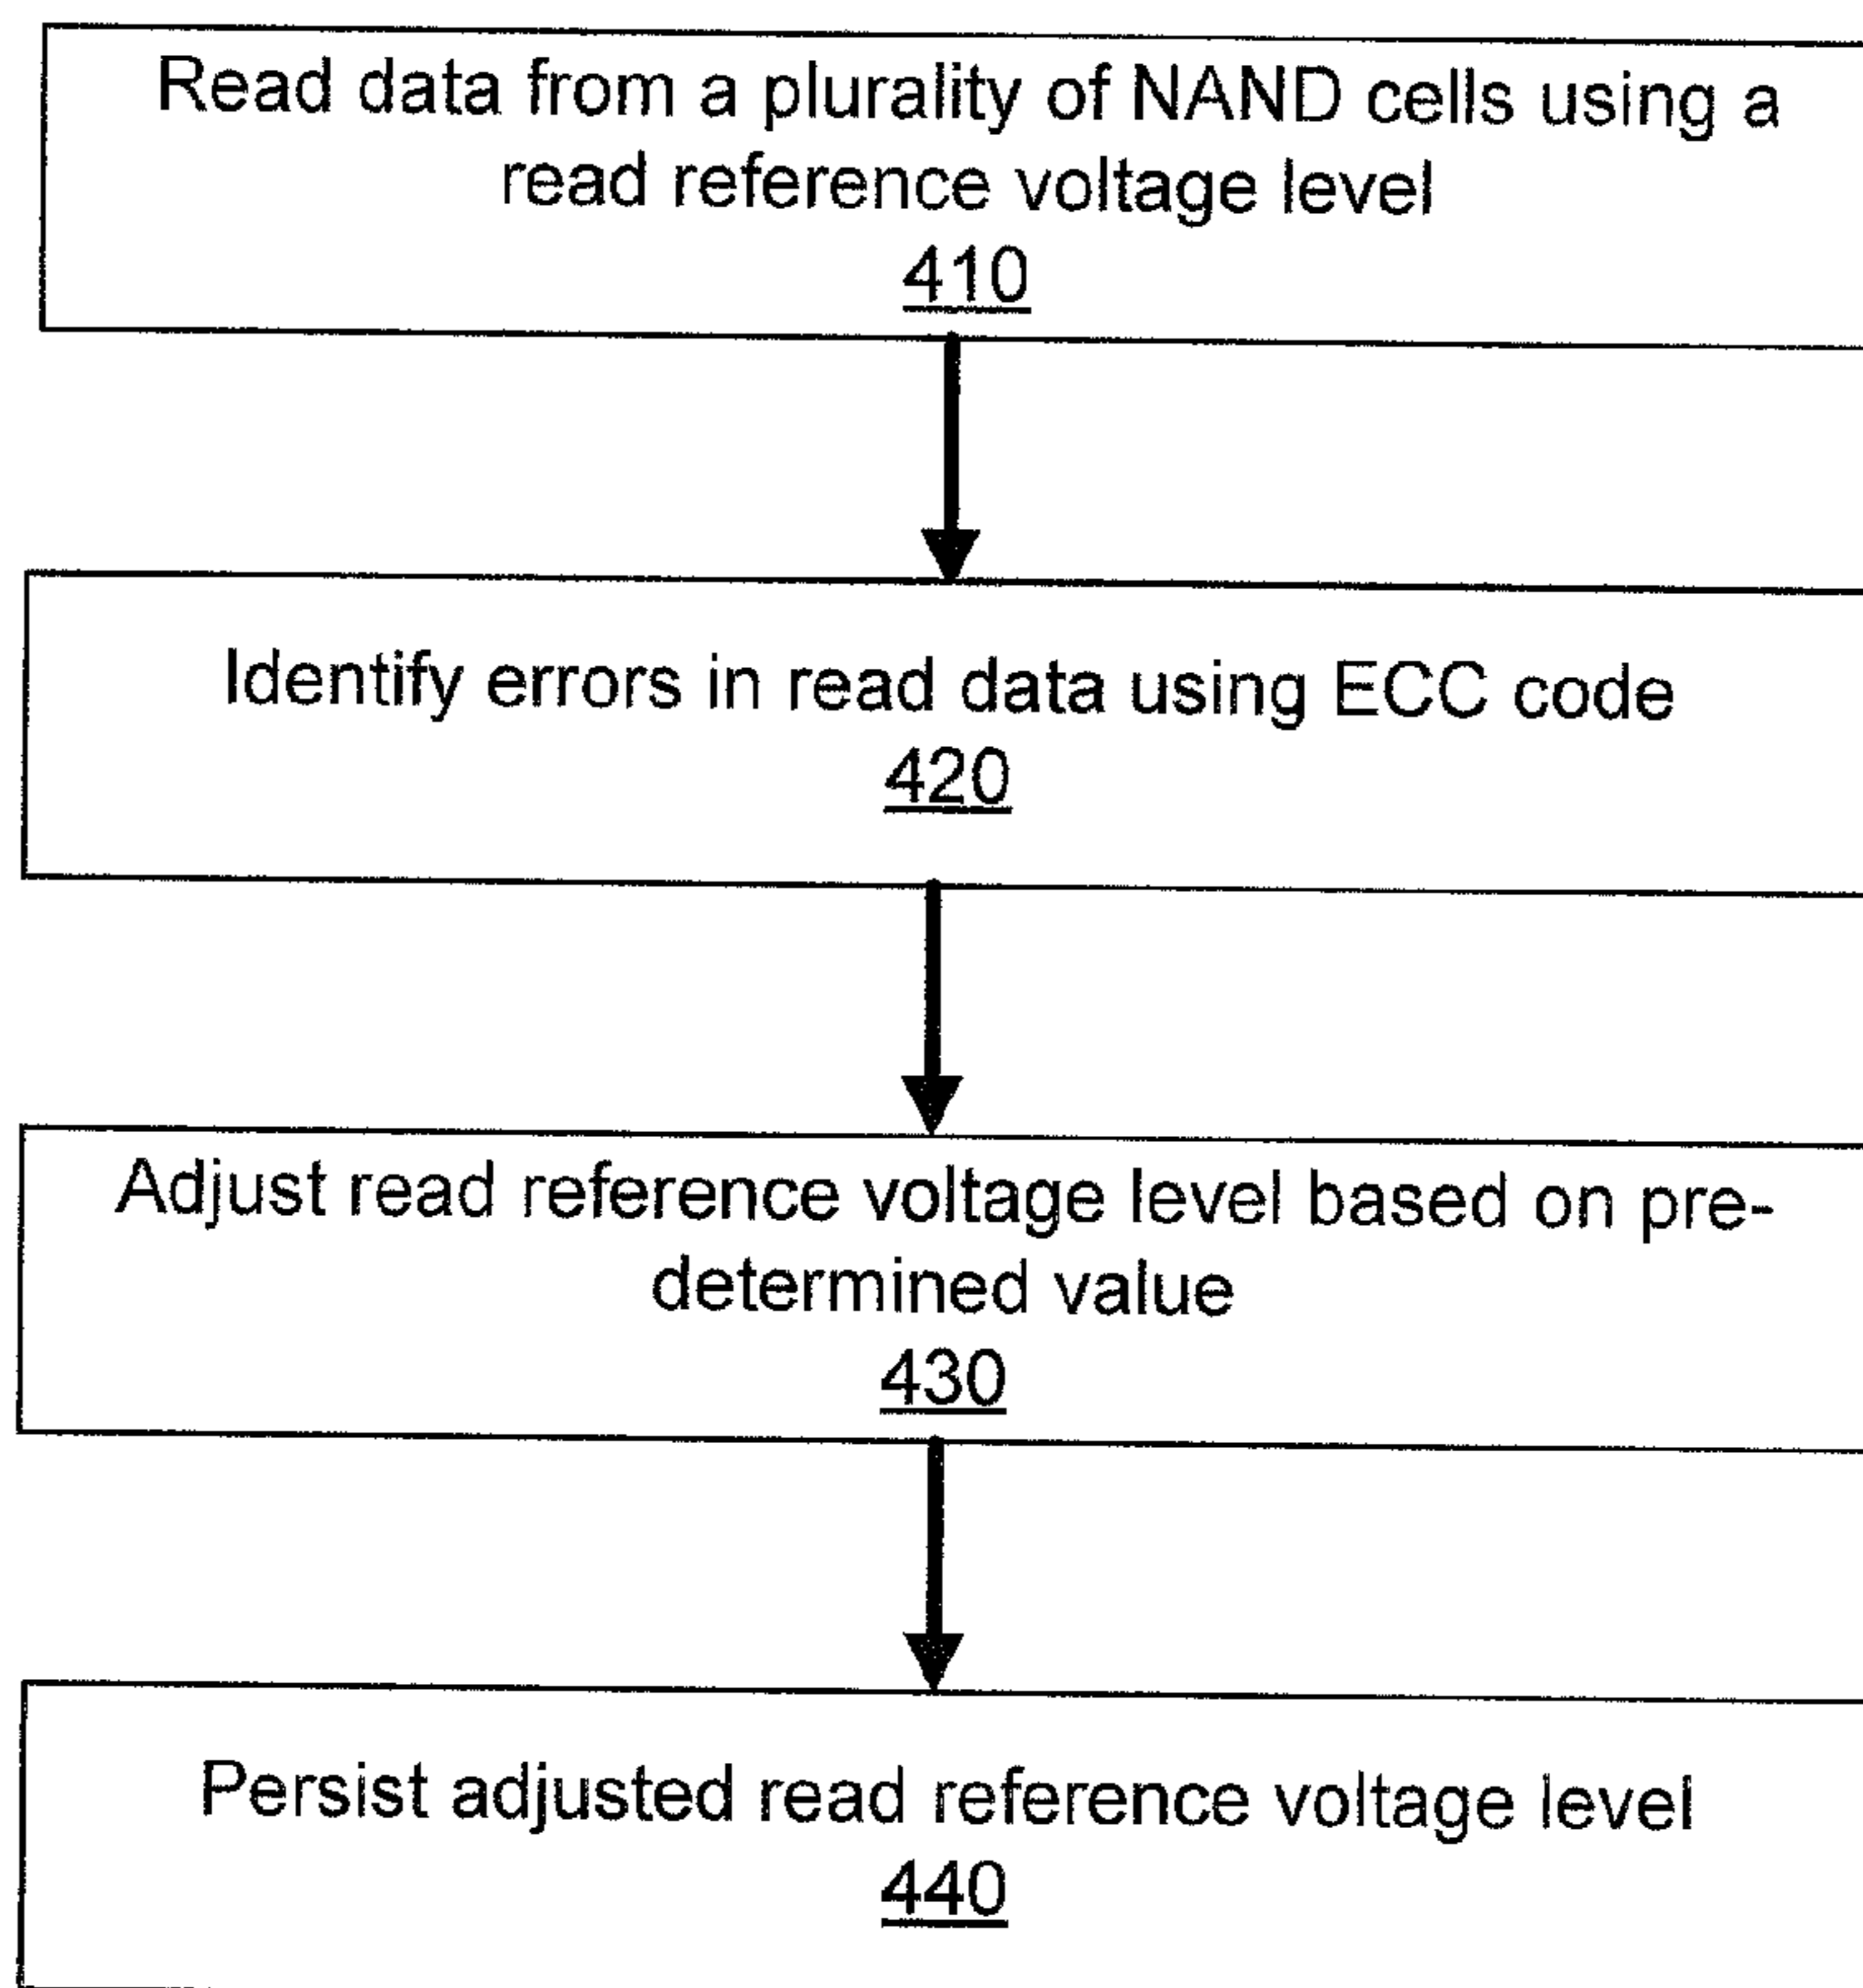 Read data from a plurality of NAND cells using a
read reference voltage level
410
Identify errors in read data using ECC code
420
Adjust read reference voltage level based on pre-
determined value
430
Persist adjusted read reference voltage level
440